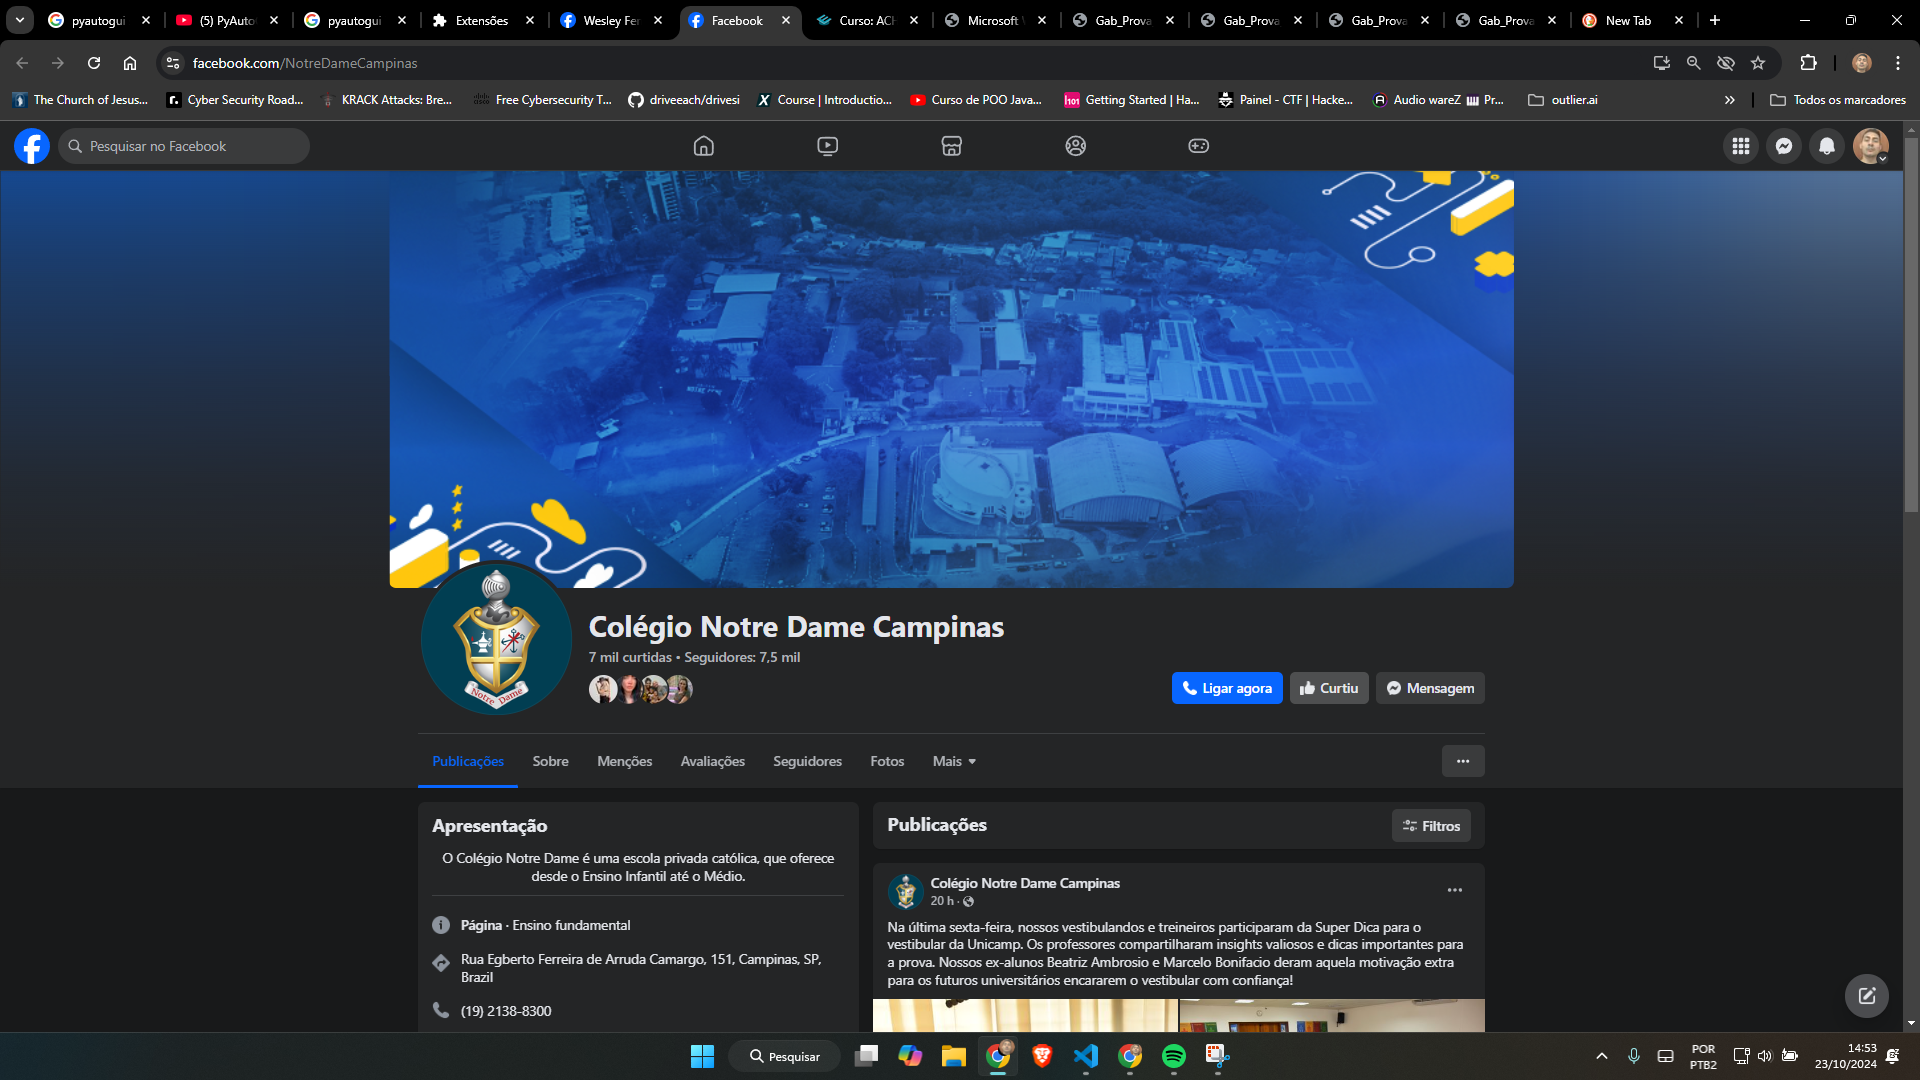 pyautogui
(5) PyAuto
pyautogui
Extensões
Wesley Fer
Facebook
Curso: ACH
Microsoft
Gab_Prova
Gab_Prova
Gab_Prova
Gab_Prova
New Tab
facebook.com/NotreDameCampinas
The Church of Jesus...
Cyber Security Road...
KRACK Attacks: Bre...
Free Cybersecurity T...
driveeach/drivesi
Course | Introductio...
Curso de POO Java...
Getting Started | Ha...
Painel - CTF | Hacke...
Audio wareZ Pr...
outlier.ai
Todos os marcadores
Pesquisar no Facebook
Notre Dame
Colégio Notre Dame Campinas
7 mil curtidas • Seguidores: 7,5 mil
Ligar agora
Curtiu
Mensagem
Publicações
Sobre
Menções
Avaliações
Seguidores
Fotos
Mais
Apresentação
O Colégio Notre Dame é uma escola privada católica, que oferece
desde o Ensino Infantil até o Médio.
Página · Ensino fundamental
Rua Egberto Ferreira de Arruda Camargo, 151, Campinas, SP,
Brazil
(19) 2138-8300
Publicações
Filtros
Colégio Notre Dame Campinas
20 h ·
Na última sexta-feira, nossos vestibulandos e treineiros participaram da Super Dica para o
vestibular da Unicamp. Os professores compartilharam insights valiosos e dicas importantes para
a prova. Nossos ex-alunos Beatriz Ambrosio e Marcelo Bonifacio deram aquela motivação extra
para os futuros universitários encararem o vestibular com confiança!
Pesquisar
POR
PTB2
14:53
23/10/2024